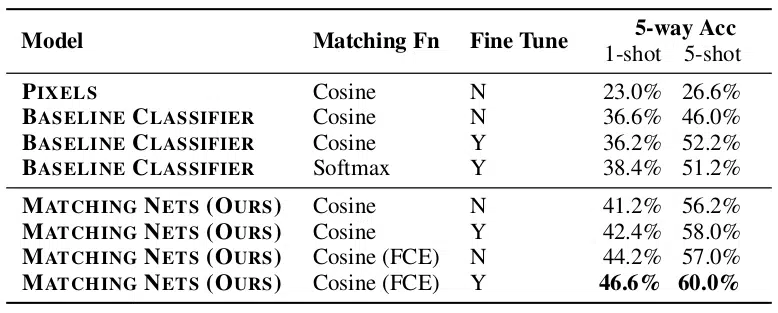 Model Matching Fn Fine Tune 5-way Acc
1-shot 5-shot
PIXELS Cosine N 23.0% 26.6%
BASELINE CLASSIFIER Cosine N 36.6% 46.0%
BASELINE CLASSIFIER Cosine Y 36.2% 52.2%
BASELINE CLASSIFIER Softmax Y 38.4% 51.2%
MATCHING NETS (OURS) Cosine N 41.2% 56.2%
MATCHING NETS (OURS) Cosine Y 42.4% 58.0%
MATCHING NETS (OURS) Cosine (FCE) N 44.2% 57.0%
MATCHING NETS (OURS) Cosine (FCE) Y 46.6% 60.0%